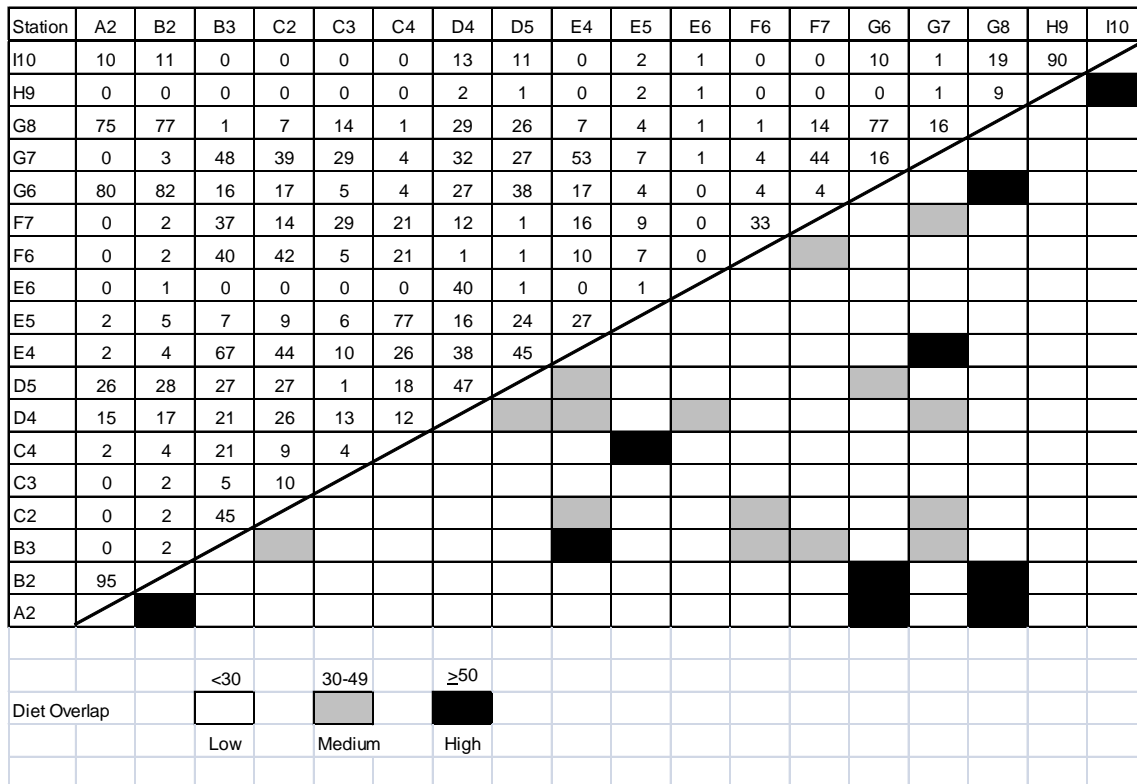 Station A2 B2 B3 C2 C3 C4 D4 D5 E4 E5 E6 F6 F7 G6 G7 G8 H9 I10
I10 10 11 0 0 0 0 13 11 0 2 1 0 0 10 1 19 90
H9 0 0 0 0 0 0 2 1 0 2 1 0 0 0 1 9
G8 75 77 1 7 14 1 29 26 7 4 1 1 14 77 16
G7 0 3 48 39 29 4 32 27 53 7 1 4 44 16
G6 80 82 16 17 5 4 27 38 17 4 0 4 4
F7 0 2 37 14 29 21 12 1 16 9 0 33
F6 0 2 40 42 5 21 1 1 10 7 0
E6 0 1 0 0 0 0 40 1 0 1
E5 2 5 7 9 6 77 16 24 27
E4 2 4 67 44 10 26 38 45
D5 26 28 27 27 1 18 47
D4 15 17 21 26 13 12
C4 2 4 21 9 4
C3 0 2 5 10
C2 0 2 45
B3 0 2
B2 95
A2
<30 30-49 ≥50
Diet Overlap
Low Medium High